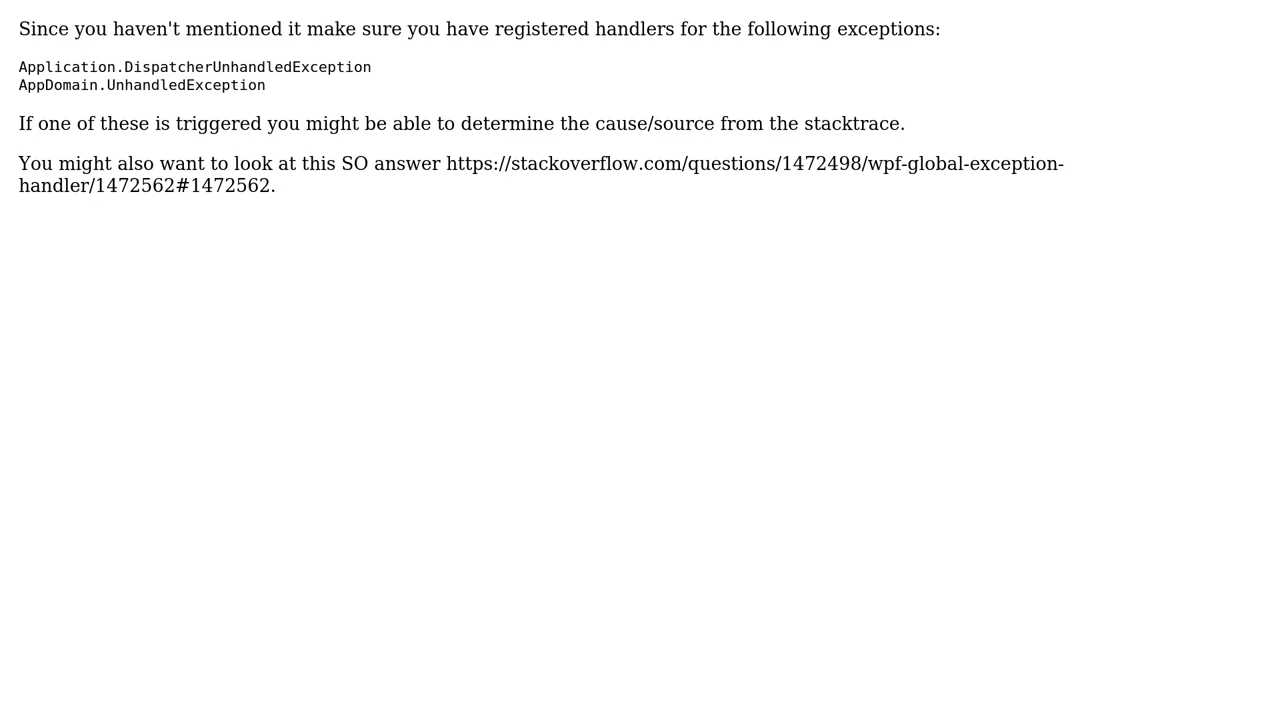 Since you haven't mentioned it make sure you have registered handlers for the following exceptions:
Application.DispatcherUnhandledException
AppDomain.UnhandledException
If one of these is triggered you might be able to determine the cause/source from the stacktrace.
You might also want to look at this SO answer https://stackoverflow.com/questions/1472498/wpf-global-exception-
handler/1472562#1472562.